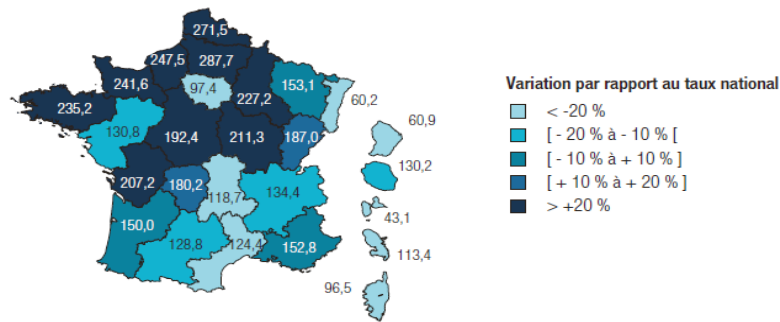 271,5
247,5 287,7
241,6 97,4 153,1
235,2 227,2 60,2
130,8 192,4 211,3 187,0 60,9
130,2
207,2 180,2 118,7 134,4
43,1
150,0 128,8 124,4 152,8 113,4
96,5
Variation par rapport au taux national
< -20 %
[ - 20 % à - 10 % [
[ - 10 % à + 10 % ]
[ + 10 % à + 20 % ]
> +20 %